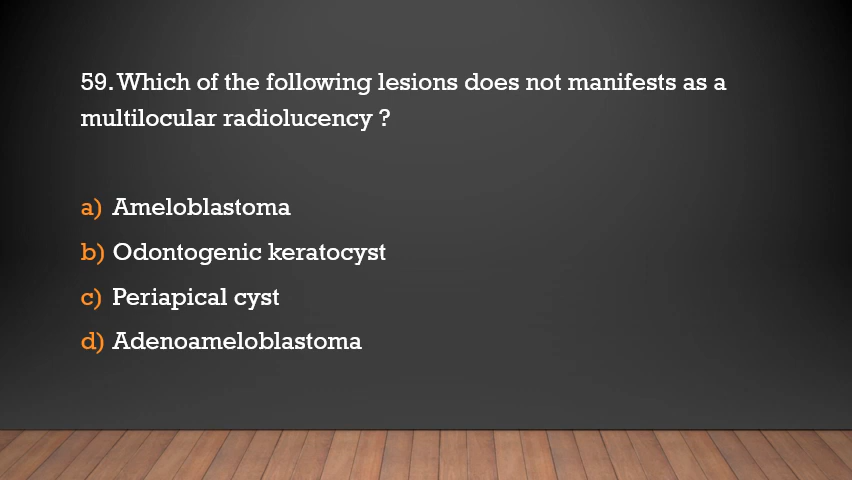 59. Which of the following lesions does not manifests as a
multilocular radiolucency ?
a) Ameloblastoma
b) Odontogenic keratocyst
c) Periapical cyst
d) Adenoameloblastoma